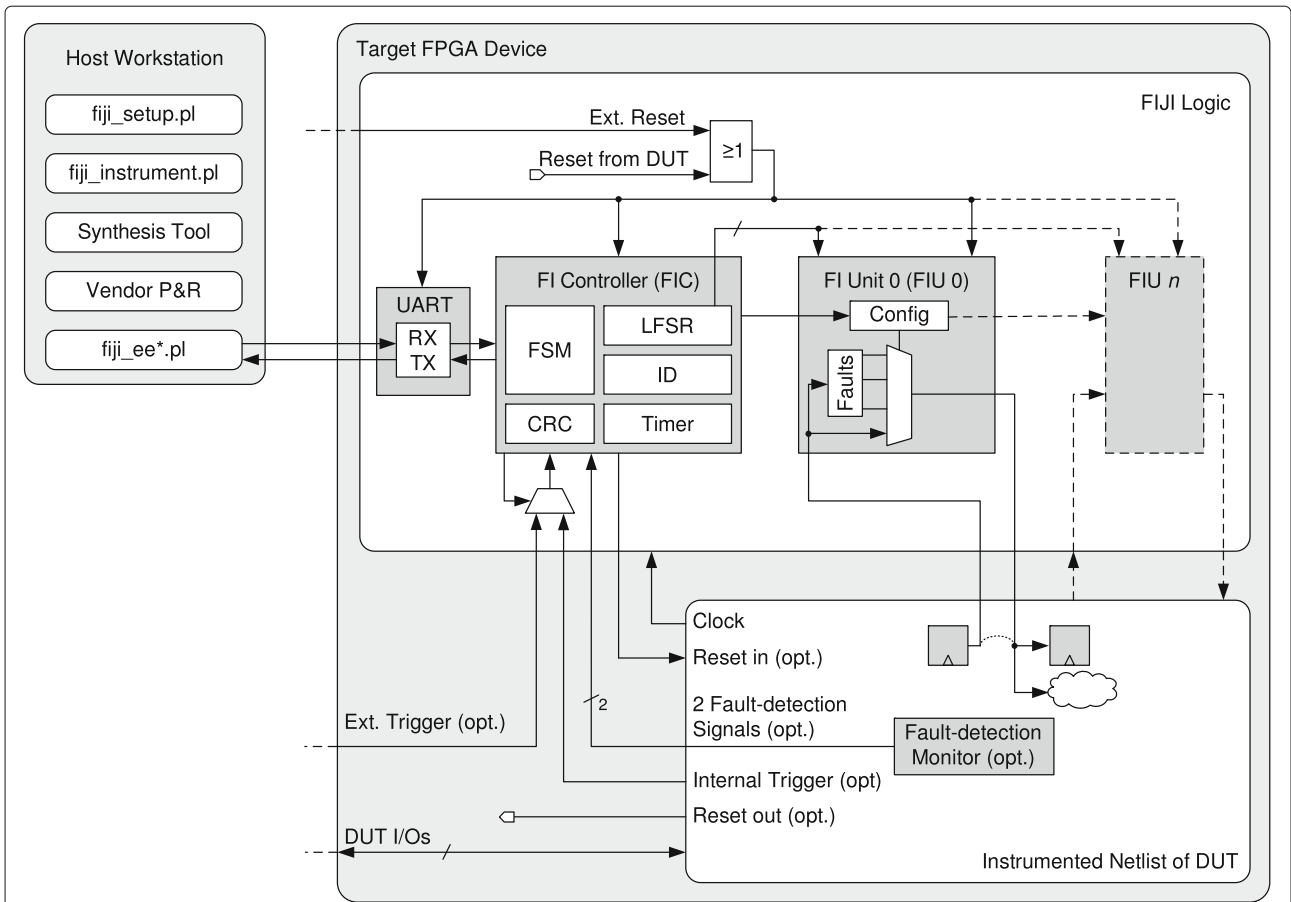 Host Workstation
fiji_setup.pl
fiji_instrument.pl
Synthesis Tool
Vendor P&R
fiji_ee*.pl
Target FPGA Device
FIJI Logic
Ext. Reset
Reset from DUT
≥1
UART
RX
TX
FI Controller (FIC)
FSM
LFSR
ID
CRC
Timer
FI Unit 0 (FIU 0)
Config
Faults
FIU n
Clock
Reset in (opt.)
2
2 Fault-detection
Signals (opt.)
Ext. Trigger (opt.)
Fault-detection
Monitor (opt.)
Internal Trigger (opt)
Reset out (opt.)
DUT I/Os
Instrumented Netlist of DUT